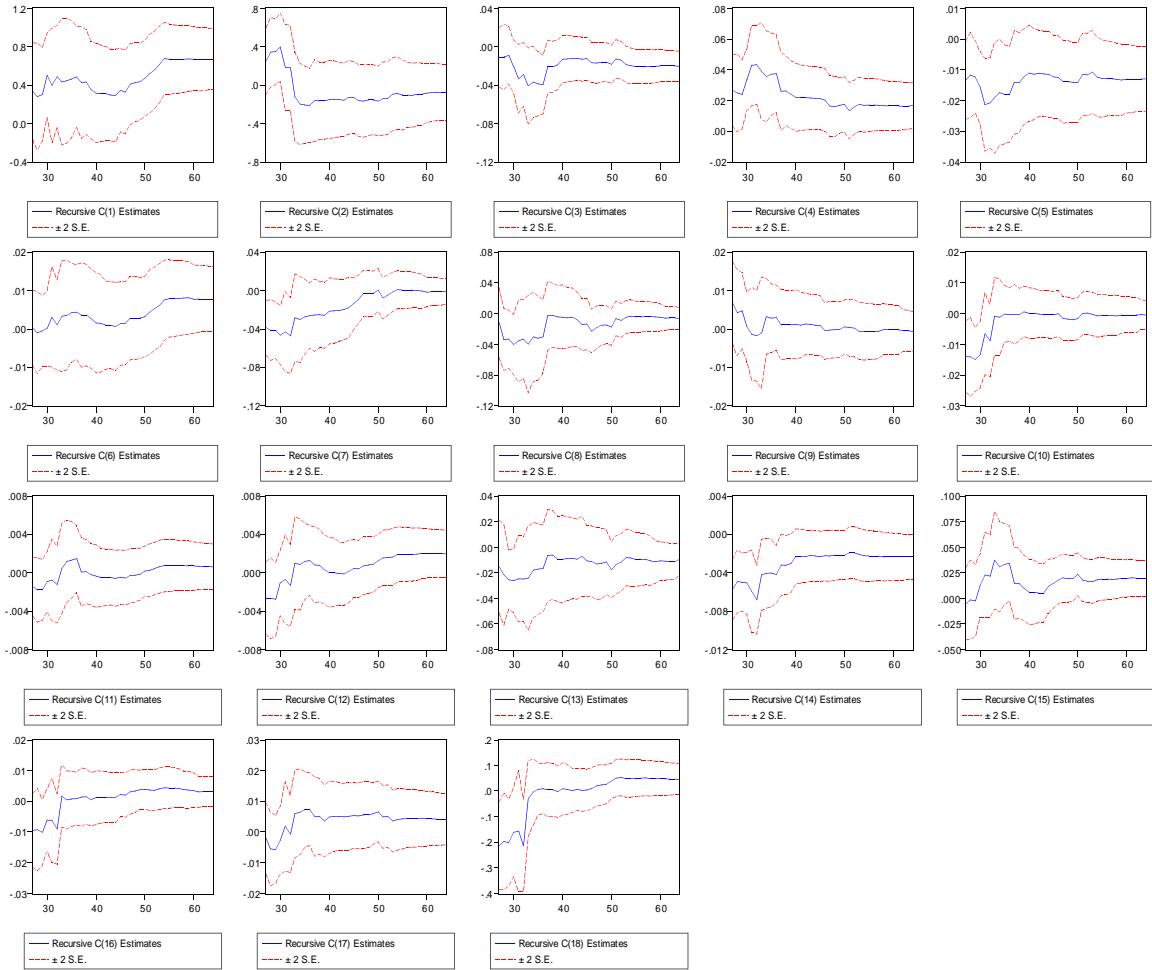 1.2
0.8
0.4
0.0
-0.4
30 40 50 60
Recursive C(1) Estimates
± 2 S.E.
.8
.4
.0
-.4
-.8
30 40 50 60
Recursive C(2) Estimates
± 2 S.E.
.04
.00
-.04
-.08
-.12
30 40 50 60
Recursive C(3) Estimates
± 2 S.E.
.08
.06
.04
.02
.00
-.02
30 40 50 60
Recursive C(4) Estimates
± 2 S.E.
.01
.00
-.01
-.02
-.03
-.04
30 40 50 60
Recursive C(5) Estimates
± 2 S.E.
.02
.01
.00
-.01
-.02
30 40 50 60
Recursive C(6) Estimates
± 2 S.E.
.04
.00
-.04
-.08
-.12
30 40 50 60
Recursive C(7) Estimates
± 2 S.E.
.08
.04
.00
-.04
-.08
-.12
30 40 50 60
Recursive C(8) Estimates
± 2 S.E.
.02
.01
.00
-.01
-.02
30 40 50 60
Recursive C(9) Estimates
± 2 S.E.
.02
.01
.00
-.01
-.02
-.03
30 40 50 60
Recursive C(10) Estimates
± 2 S.E.
.008
.004
.000
-.004
-.008
30 40 50 60
Recursive C(11) Estimates
± 2 S.E.
.008
.004
.000
-.004
-.008
30 40 50 60
Recursive C(12) Estimates
± 2 S.E.
.04
.02
.00
-.02
-.04
-.06
-.08
30 40 50 60
Recursive C(13) Estimates
± 2 S.E.
.004
.000
-.004
-.008
-.012
30 40 50 60
Recursive C(14) Estimates
± 2 S.E.
.100
.075
.050
.025
.000
-.025
-.050
30 40 50 60
Recursive C(15) Estimates
± 2 S.E.
.02
.01
.00
-.01
-.02
-.03
30 40 50 60
Recursive C(16) Estimates
± 2 S.E.
.03
.02
.01
.00
-.01
-.02
30 40 50 60
Recursive C(17) Estimates
± 2 S.E.
.2
.1
.0
-.1
-.2
-.3
-.4
30 40 50 60
Recursive C(18) Estimates
± 2 S.E.